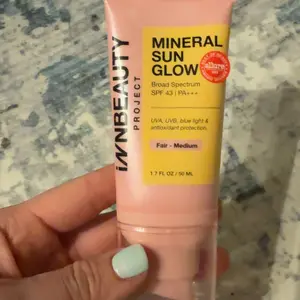 iNNBEAUTY
PROJECT
MINERAL
SUN
GLOW
Broad Spectrum
SPF 43 | PA+++
UVA, UVB, blue light &
antioxidant protection.
Fair - Medium
1.7 FL OZ / 50 ML
allure